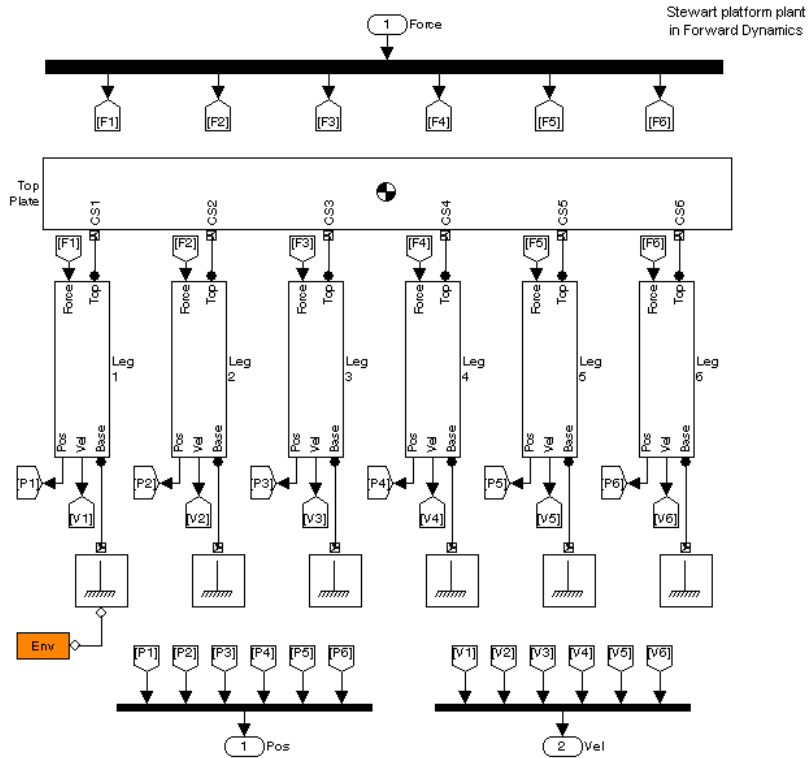 Stewart platform plant
in Forward Dynamics
1 Force
[F1] [F2] [F3] [F4] [F5] [F6]
Top
Plate
CS1 CS2 CS3 CS4 CS5 CS6
[F1] [F2] [F3] [F4] [F5] [F6]
Force Top Force Top Force Top Force Top Force Top Force Top
Leg Leg Leg Leg Leg Leg
1 2 3 4 5 6
Pos Vel Base Pos Vel Base Pos Vel Base Pos Vel Base Pos Vel Base Pos Vel Base
[P1] [P2] [P3] [P4] [P5] [P6]
[V1] [V2] [V3] [V4] [V5] [V6]
Env
[P1] [P2] [P3] [P4] [P5] [P6] [V1] [V2] [V3] [V4] [V5] [V6]
1 Pos 2 Vel